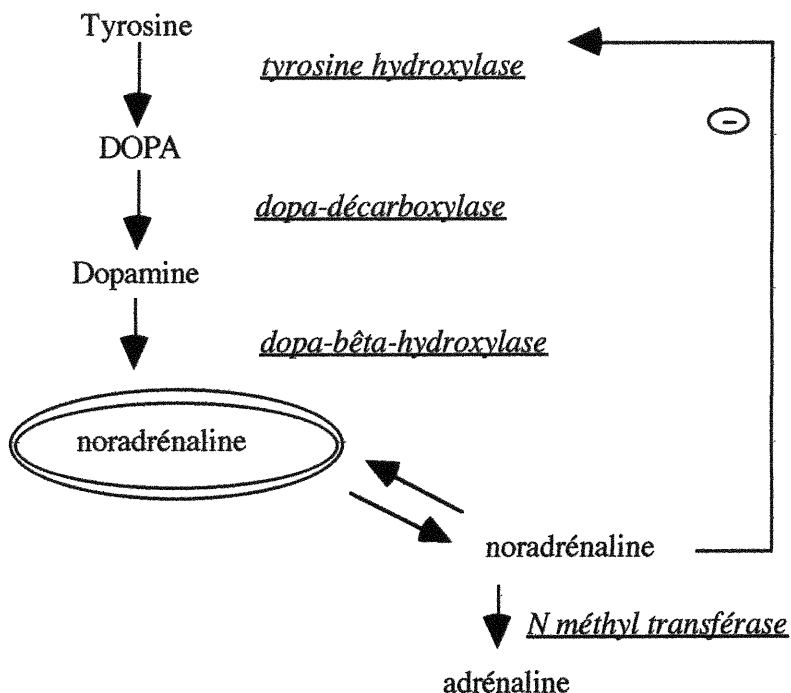 Tyrosine
tyrosine hydroxylase
-
DOPA
dopa-décarboxylase
Dopamine
dopa-bêta-hydroxylase
noradrénaline
noradrénaline
N méthyl transférase
adrénaline